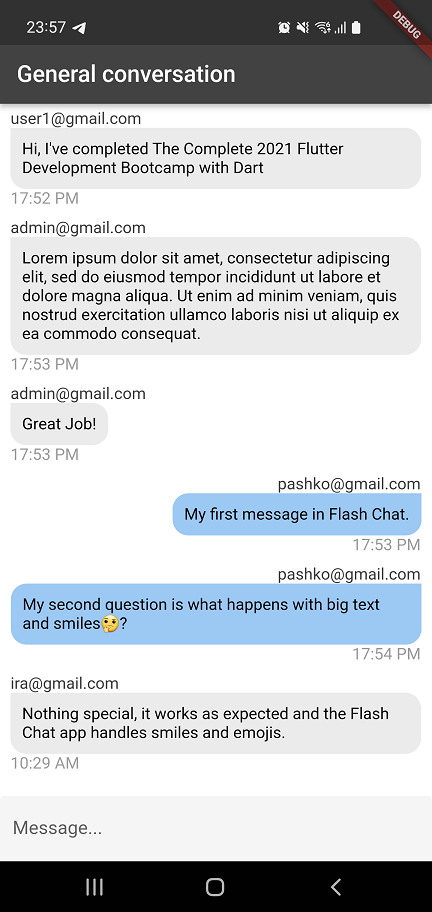 23:57
DEBUG
General conversation
user1@gmail.com
Hi, I've completed The Complete 2021 Flutter
Development Bootcamp with Dart
17:52 PM
admin@gmail.com
Lorem ipsum dolor sit amet, consectetur adipiscing
elit, sed do eiusmod tempor incididunt ut labore et
dolore magna aliqua. Ut enim ad minim veniam, quis
nostrud exercitation ullamco laboris nisi ut aliquip ex
ea commodo consequat.
17:53 PM
admin@gmail.com
Great Job!
17:53 PM
pashko@gmail.com
My first message in Flash Chat.
17:53 PM
pashko@gmail.com
My second question is what happens with big text
and smiles🤔?
17:54 PM
ira@gmail.com
Nothing special, it works as expected and the Flash
Chat app handles smiles and emojis.
10:29 AM
Message...